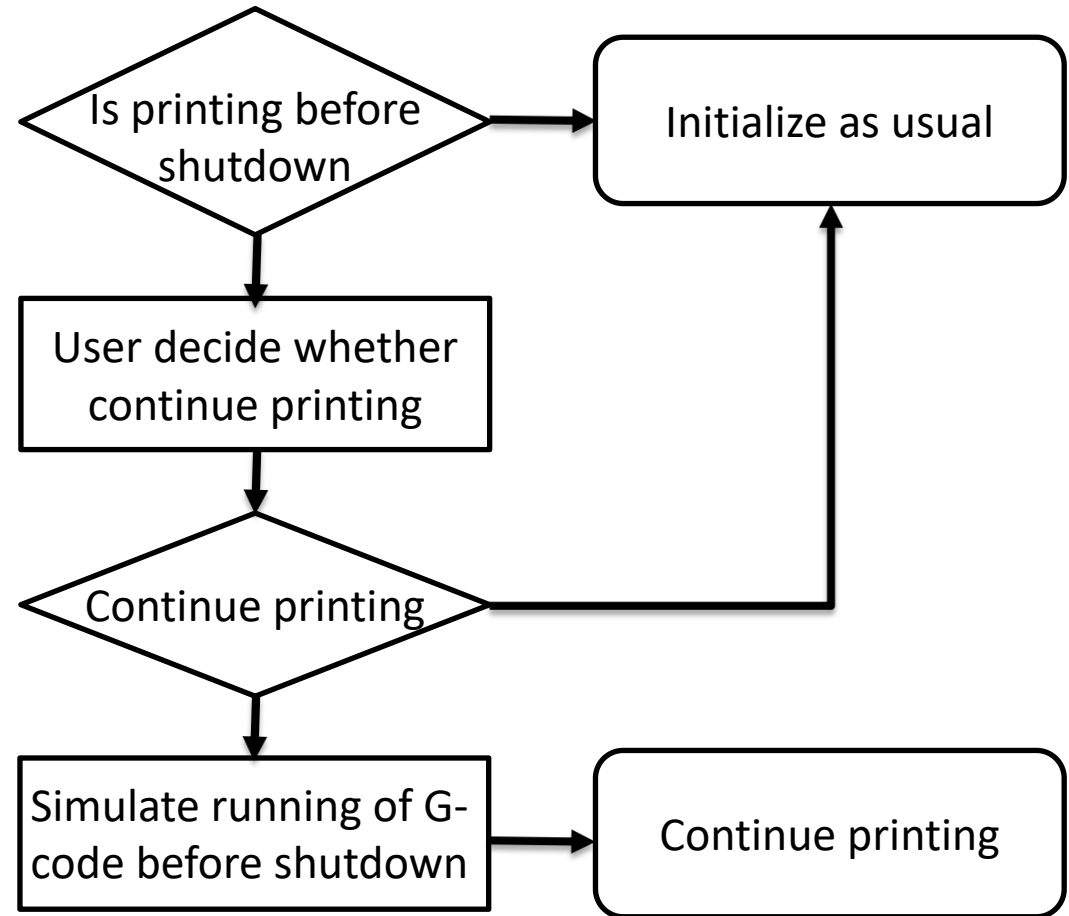 Is printing before
shutdown
Initialize as usual
User decide whether
continue printing
Continue printing
Simulate running of G-
code before shutdown
Continue printing